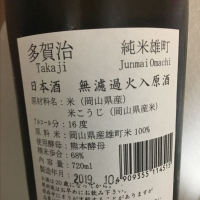 多賀治 純米雄町
Takaji Junmai Omachi
日本酒 無濾過火入原酒
原材料名：米（岡山県産）
米こうじ（岡山県産米）
アルコール分：16度
原料米：岡山県産雄町米 100%
使用酵母：熊本酵母
精米歩合：68%
内容量：720ml
製造年月 2019.10